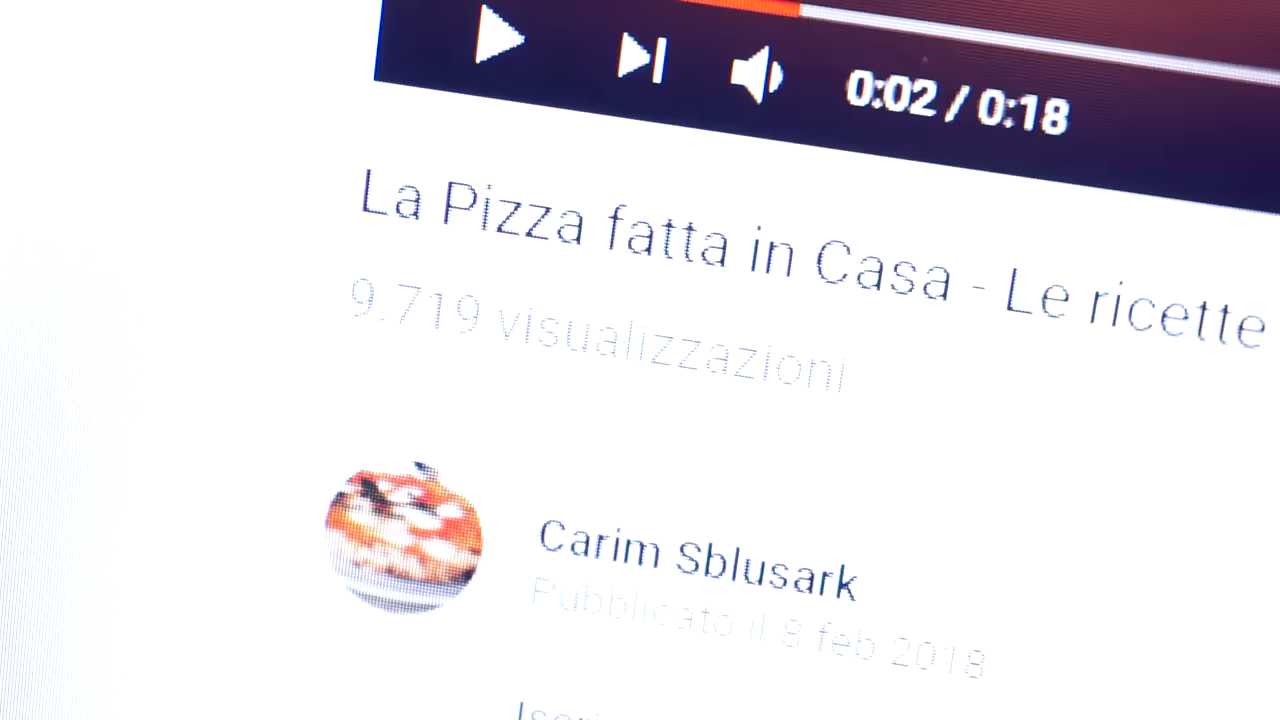 0:02 / 0:18
La Pizza fatta in Casa - Le ricette
9.719 visualizzazioni
Carim Sblusark
Pubblicato il 8 feb 2018